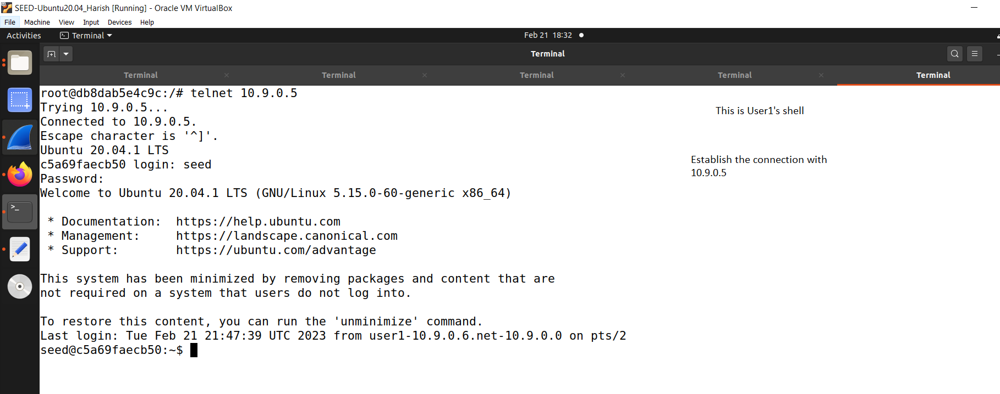 SEED-Ubuntu20.04_Harish [Running] - Oracle VM VirtualBox
File Machine View Input Devices Help
Activities Terminal Feb 21 18:32
Terminal
Terminal Terminal Terminal Terminal Terminal
root@db8dab5e4c9c:/# telnet 10.9.0.5
Trying 10.9.0.5...
This is User1's shell
Connected to 10.9.0.5.
Escape character is '^]'.
Ubuntu 20.04.1 LTS
c5a69faecb50 login: seed
Establish the connection with
10.9.0.5
Password:
Welcome to Ubuntu 20.04.1 LTS (GNU/Linux 5.15.0-60-generic x86_64)
* Documentation: https://help.ubuntu.com
* Management: https://landscape.canonical.com
* Support: https://ubuntu.com/advantage
This system has been minimized by removing packages and content that are
not required on a system that users do not log into.
To restore this content, you can run the 'unminimize' command.
Last login: Tue Feb 21 21:47:39 UTC 2023 from user1-10.9.0.6.net-10.9.0.0 on pts/2
seed@c5a69faecb50:~$